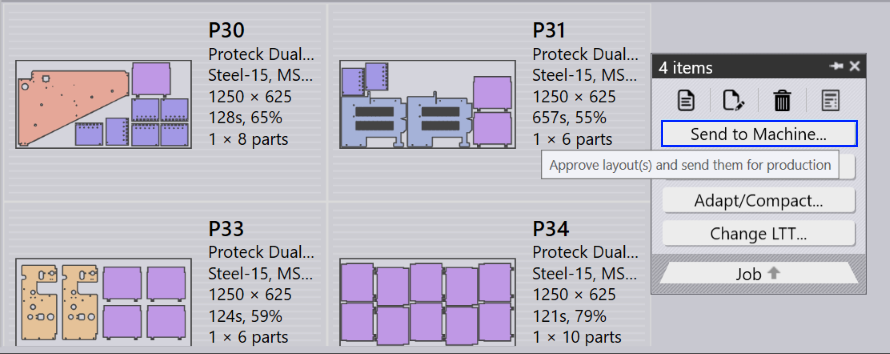 P30
Proteck Dual...
Steel-15, MS...
1250 × 625
128s, 65%
1 × 8 parts
P31
Proteck Dual...
Steel-15, MS...
1250 × 625
657s, 55%
1 × 6 parts
P33
Proteck Dual...
Steel-15, MS...
1250 × 625
124s, 59%
1 × 6 parts
P34
Proteck Dual...
Steel-15, MS...
1250 × 625
121s, 79%
1 × 10 parts
4 items
Send to Machine...
Approve layout(s) and send them for production
Adapt/Compact...
Change LTT...
Job